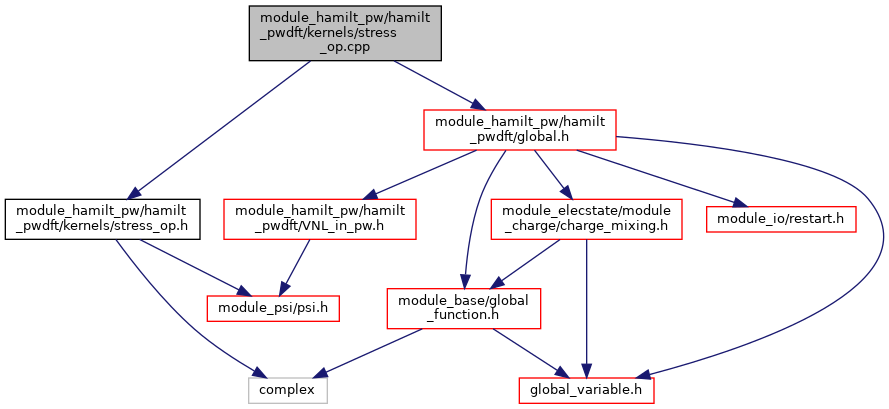 module_hamilt_pw/hamilt
_pwdft/kernels/stress
_op.cpp
module_hamilt_pw/hamilt
_pwdft/global.h
module_hamilt_pw/hamilt
_pwdft/kernels/stress_op.h
module_hamilt_pw/hamilt
_pwdft/VNL_in_pw.h
module_elecstate/module
_charge/charge_mixing.h
module_io/restart.h
module_psi/psi.h
module_base/global
_function.h
complex
global_variable.h